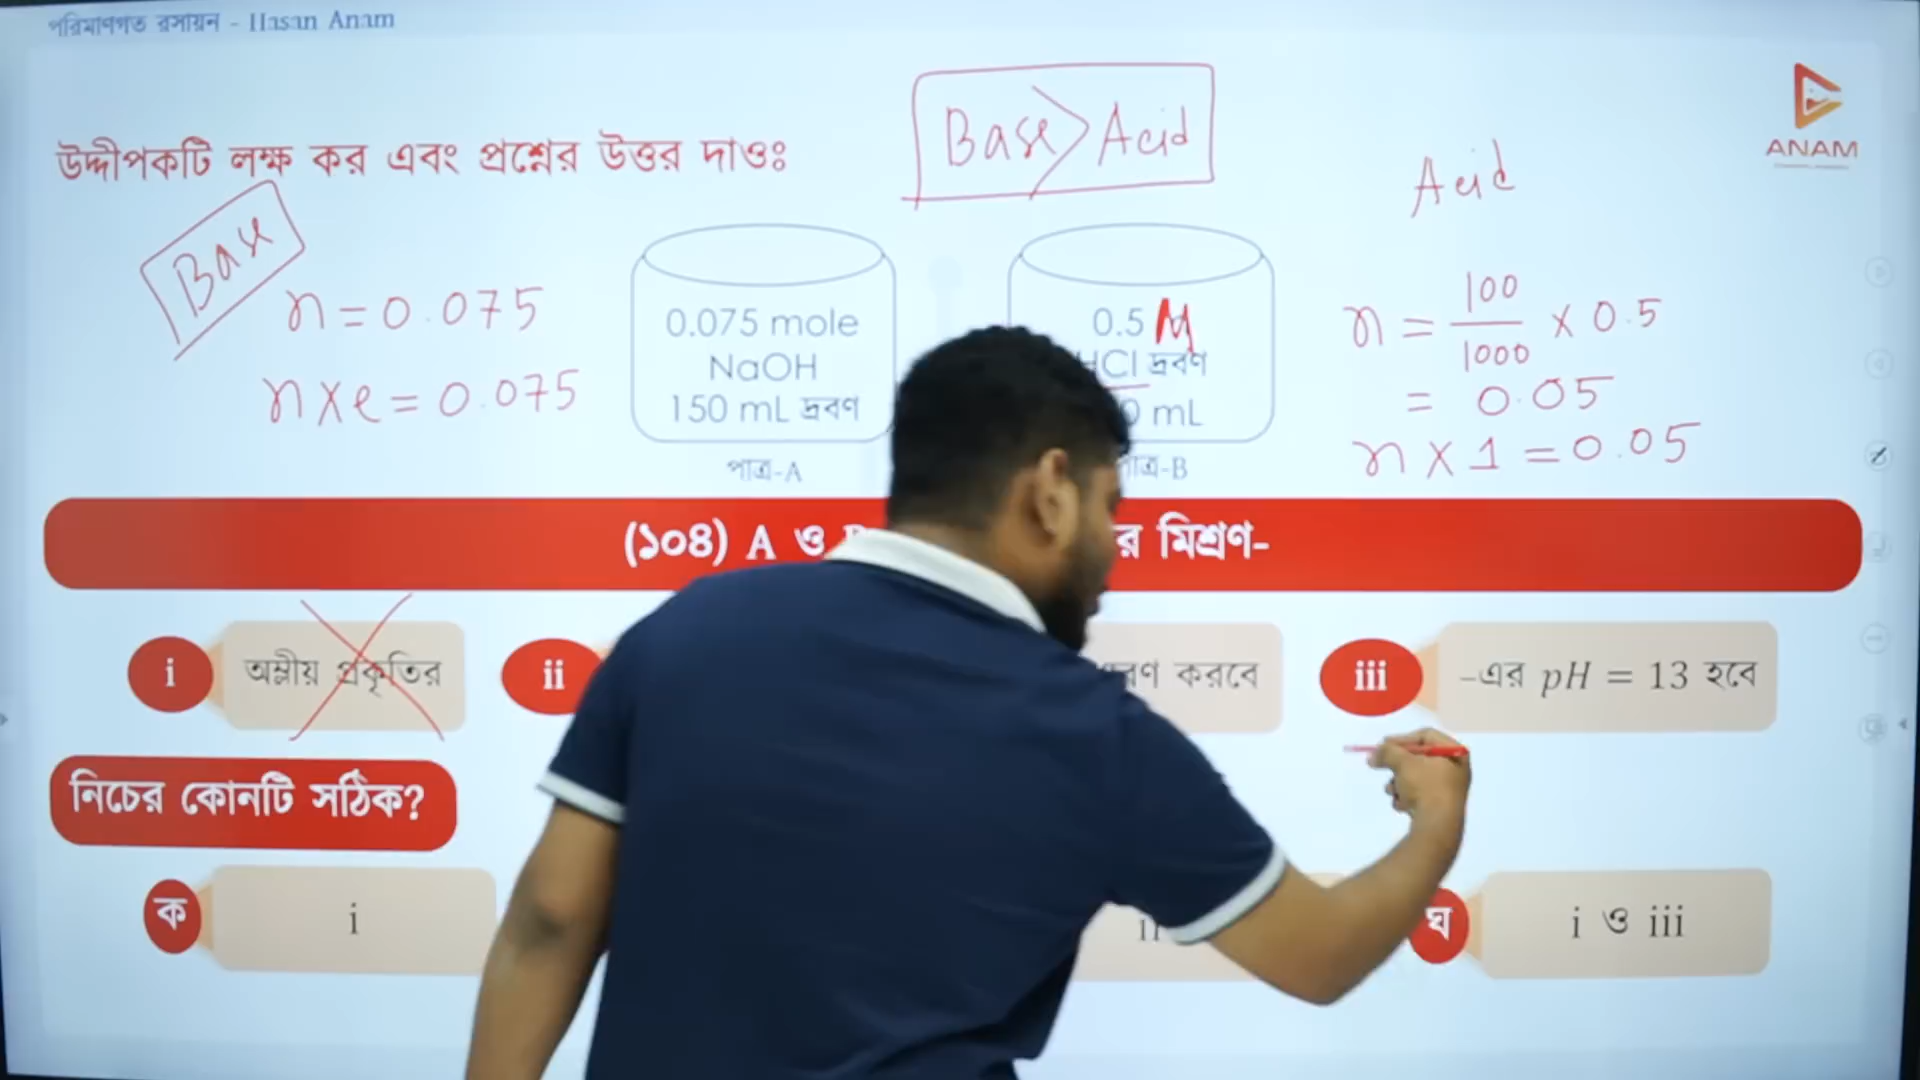 পরিমাণগত রসায়ন - Hasan Anam
ANAM
Base > Acid
উদ্দীপকটি লক্ষ কর এবং প্রশ্নের উত্তর দাওঃ
Acid
Base
n = 0.075
n×e = 0.075
0.075 mole
NaOH
150 mL দ্রবণ
পাত্র-A
0.5 M
HCl দ্রবণ
0 mL
পাত্র-B
n = 100/1000 × 0.5
= 0.05
n × 1 = 0.05
(১০৪) A ও র মিশ্রণ-
i অম্লীয় প্রকৃতির
ii করবে
iii -এর pH = 13 হবে
নিচের কোনটি সঠিক?
ক i
ঘ i ও iii